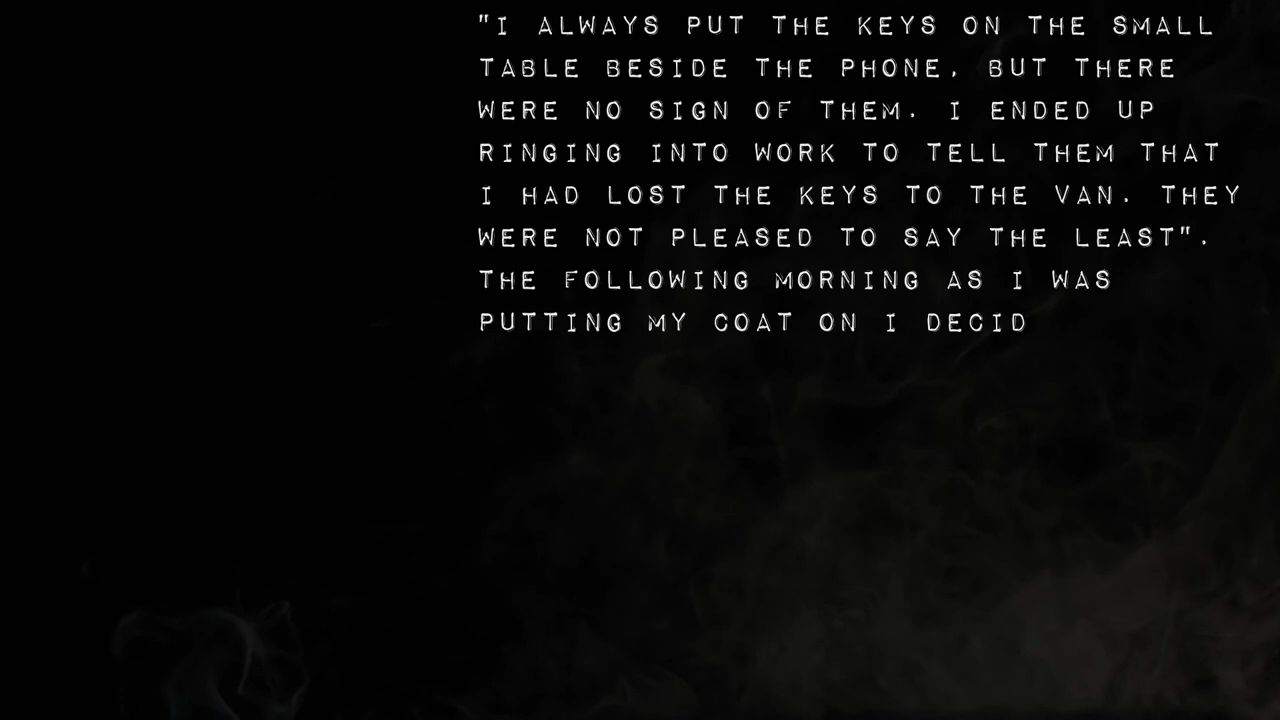 "I ALWAYS PUT THE KEYS ON THE SMALL
TABLE BESIDE THE PHONE, BUT THERE
WERE NO SIGN OF THEM. I ENDED UP
RINGING INTO WORK TO TELL THEM THAT
I HAD LOST THE KEYS TO THE VAN. THEY
WERE NOT PLEASED TO SAY THE LEAST".
THE FOLLOWING MORNING AS I WAS
PUTTING MY COAT ON I DECID